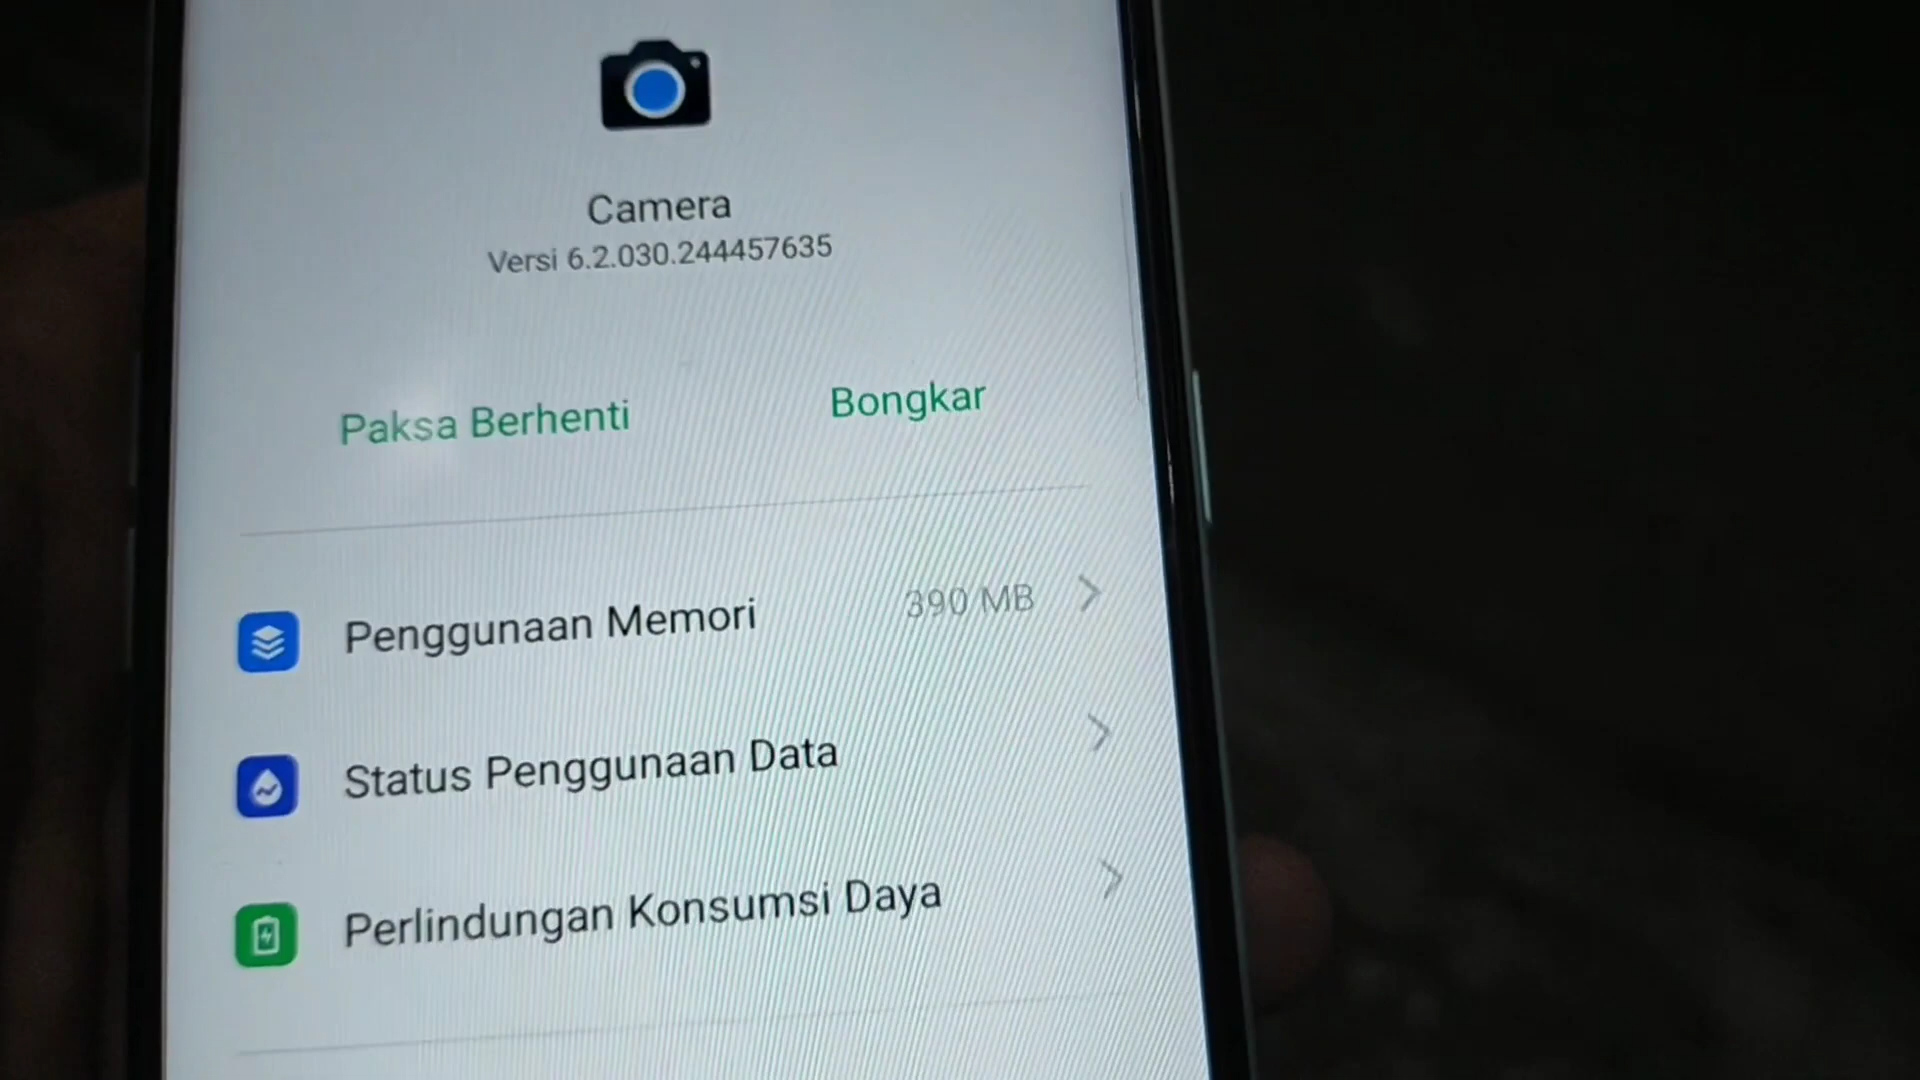 Camera
Versi 6.2.030.244457635
Paksa Berhenti
Bongkar
Penggunaan Memori
390 MB
Status Penggunaan Data
Perlindungan Konsumsi Daya